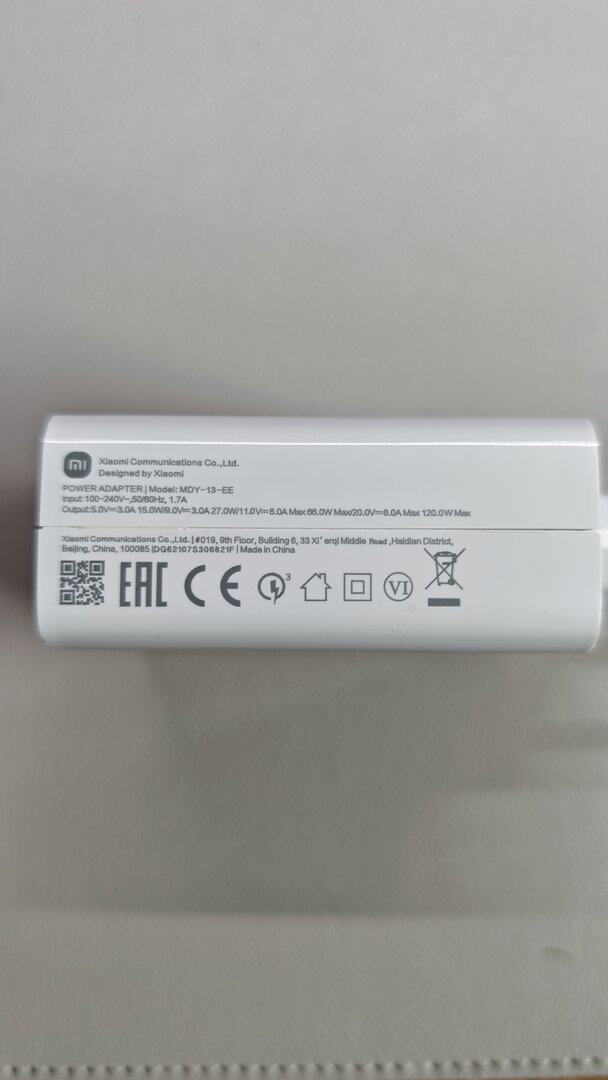 mi
Xiaomi Communications Co.,Ltd.
Designed by Xiaomi
POWER ADAPTER | Model: MDY-13-EE
Input: 100-240V~,50/60Hz, 1.7A
Output:5.0V⎓3.0A 15.0W/9.0V⎓3.0A 27.0W/11.0V⎓6.0A Max 66.0W Max/20.0V⎓6.0A Max 120.0W Max
Xiaomi Communications Co.,Ltd. | #019, 9th Floor, Building 6, 33 Xi'erqi Middle Road ,Haidian District,
Beijing, China, 100085 |DG62107S306821F | Made in China
EAC CE 3 VI